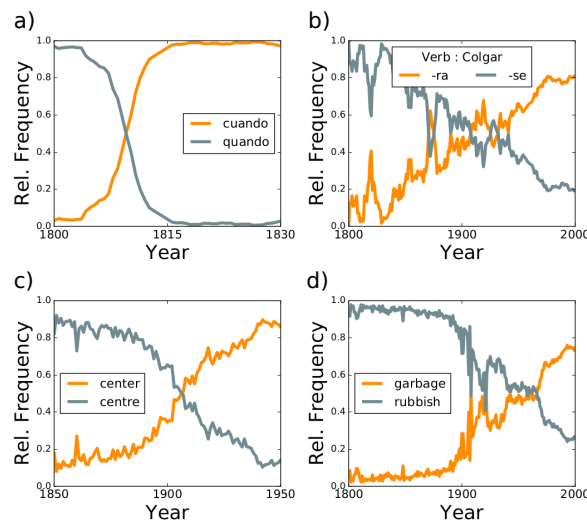 a)
1.0
0.8
0.6
0.4
0.2
0.0
Rel. Frequency
cuando
quando
1800
1815
1830
Year
b)
1.0
0.8
0.6
0.4
0.2
0.0
Rel. Frequency
Verb : Colgar
-ra
-se
1800
1900
2000
Year
c)
1.0
0.8
0.6
0.4
0.2
0.0
Rel. Frequency
center
centre
1850
1900
1950
Year
d)
1.0
0.8
0.6
0.4
0.2
0.0
Rel. Frequency
garbage
rubbish
1800
1900
2000
Year